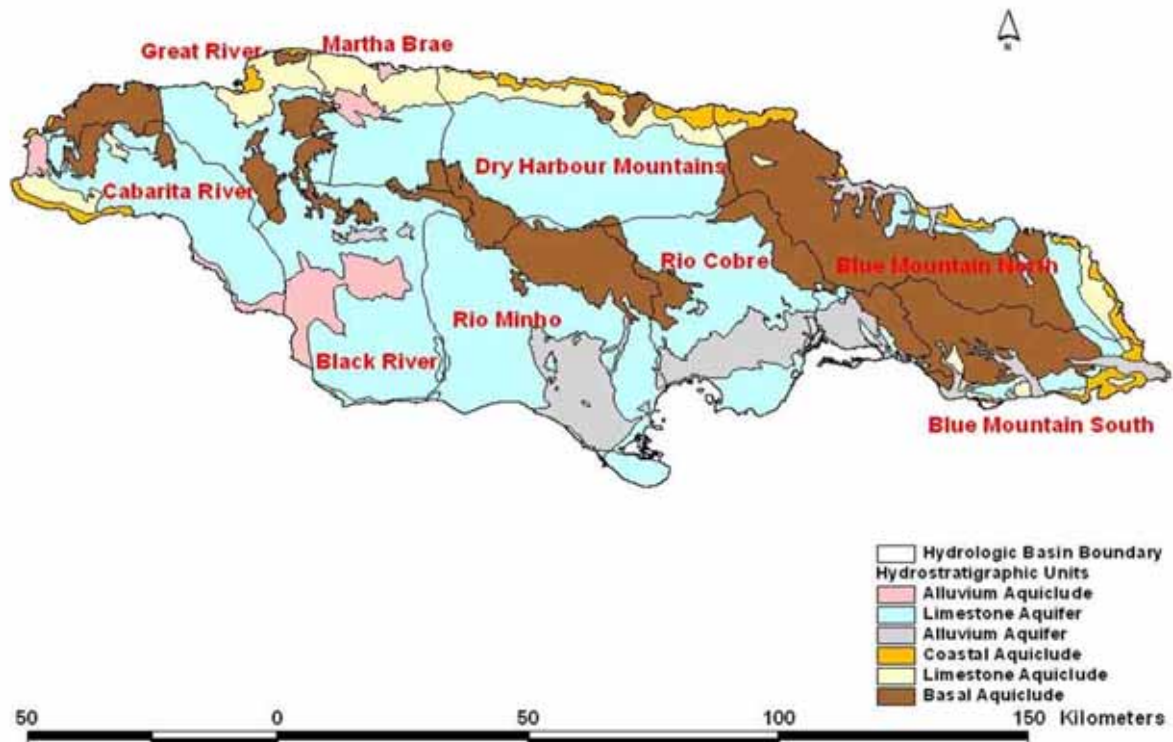 Great River
Martha Brae
N
Dry Harbour Mountains
Cabarita River
Rio Cobre
Blue Mountain North
Rio Minho
Black River
Blue Mountain South
Hydrologic Basin Boundary
Hydrostratigraphic Units
Alluvium Aquiclude
Limestone Aquifer
Alluvium Aquifer
Coastal Aquiclude
Limestone Aquiclude
Basal Aquiclude
50 0 50 100 150 Kilometers